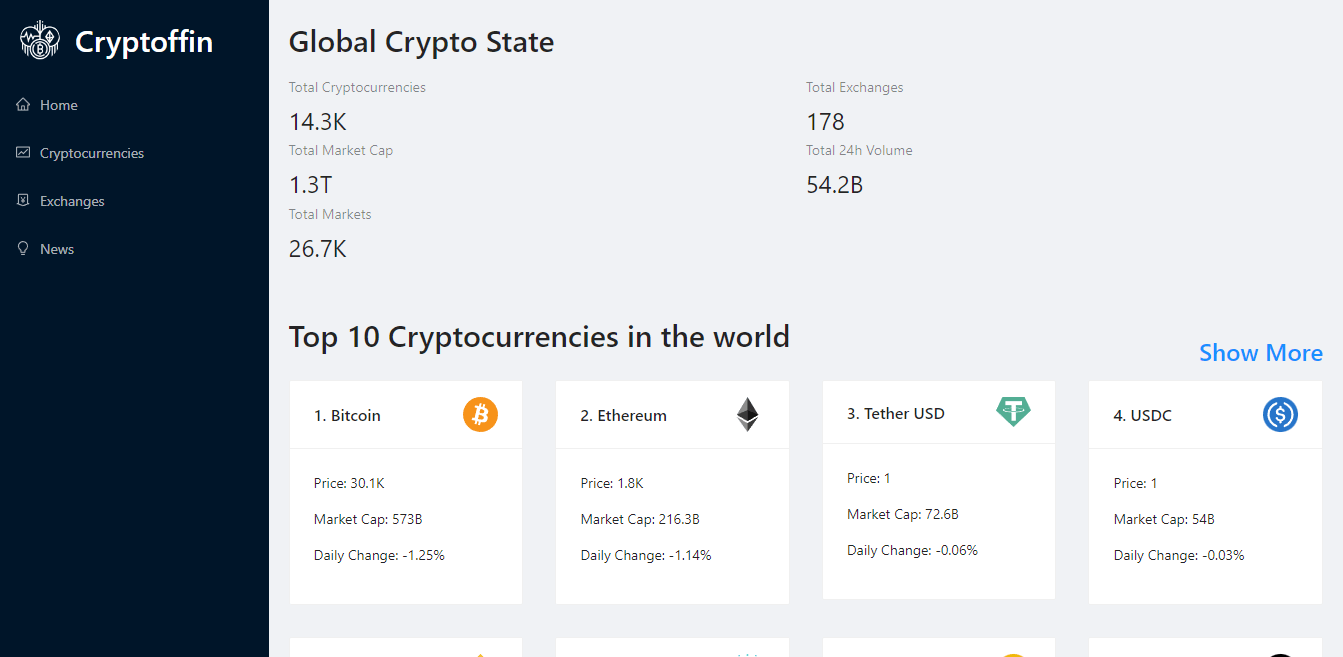 Cryptoffin
Home
Cryptocurrencies
Exchanges
News
Global Crypto State
Total Cryptocurrencies
14.3K
Total Exchanges
178
Total Market Cap
1.3T
Total 24h Volume
54.2B
Total Markets
26.7K
Top 10 Cryptocurrencies in the world
Show More
1. Bitcoin
Price: 30.1K
Market Cap: 573B
Daily Change: -1.25%
2. Ethereum
Price: 1.8K
Market Cap: 216.3B
Daily Change: -1.14%
3. Tether USD
Price: 1
Market Cap: 72.6B
Daily Change: -0.06%
4. USDC
Price: 1
Market Cap: 54B
Daily Change: -0.03%